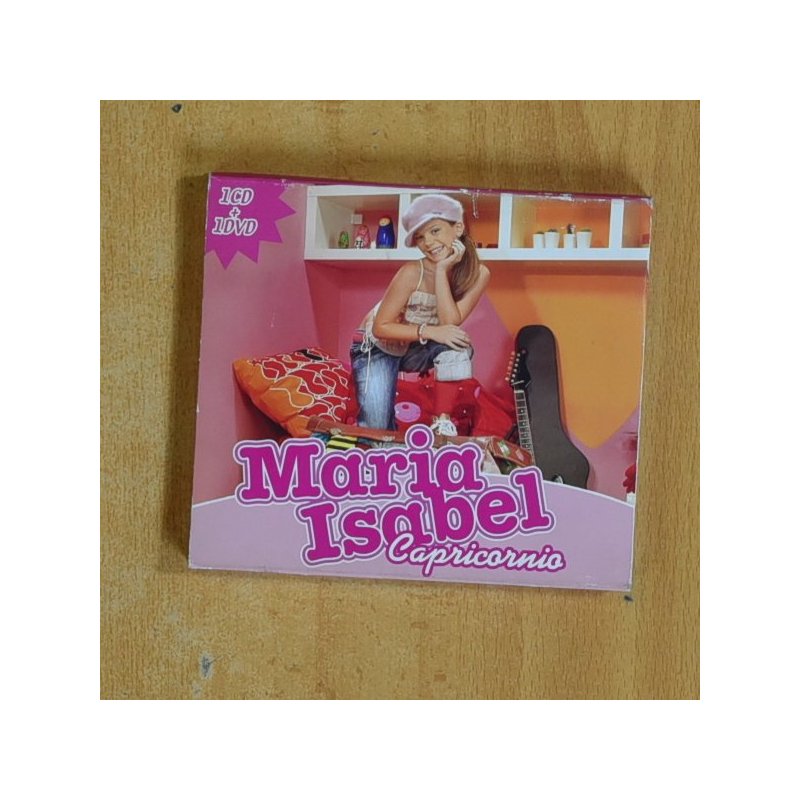 1CD
+
1DVD
Maria
Isabel
Capricornio